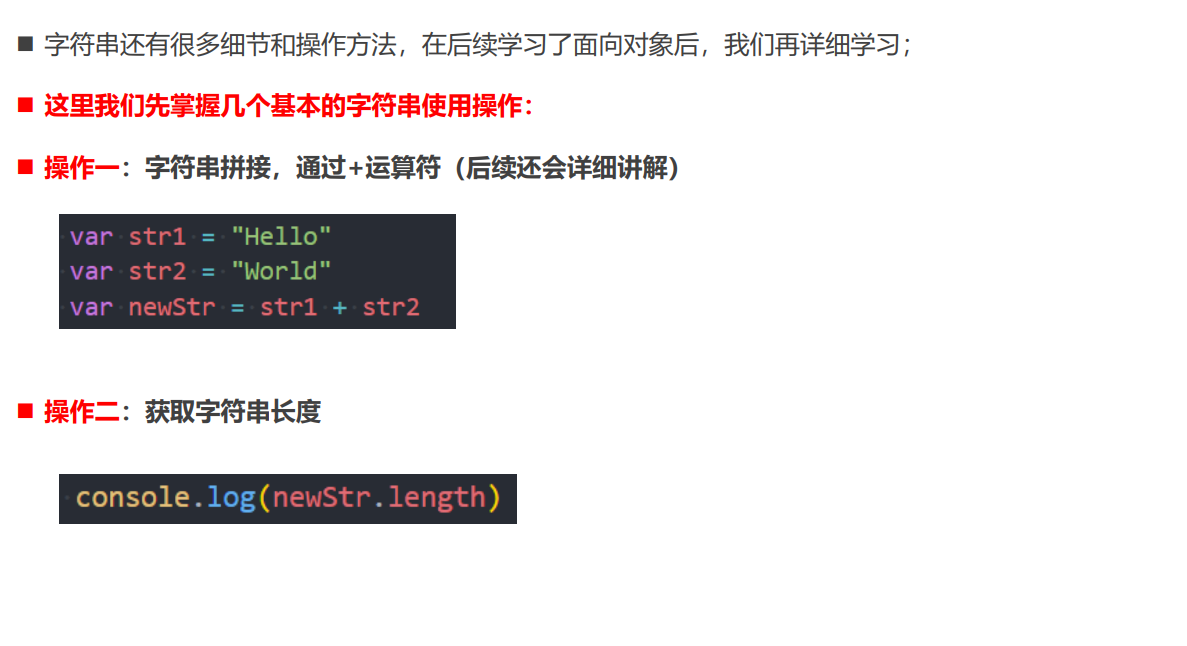 ■ 字符串还有很多细节和操作方法，在后续学习了面向对象后，我们再详细学习；
■ 这里我们先掌握几个基本的字符串使用操作：
■ 操作一：字符串拼接，通过+运算符（后续还会详细讲解）
var str1 = "Hello"
var str2 = "World"
var newStr = str1 + str2
■ 操作二：获取字符串长度
console.log(newStr.length)